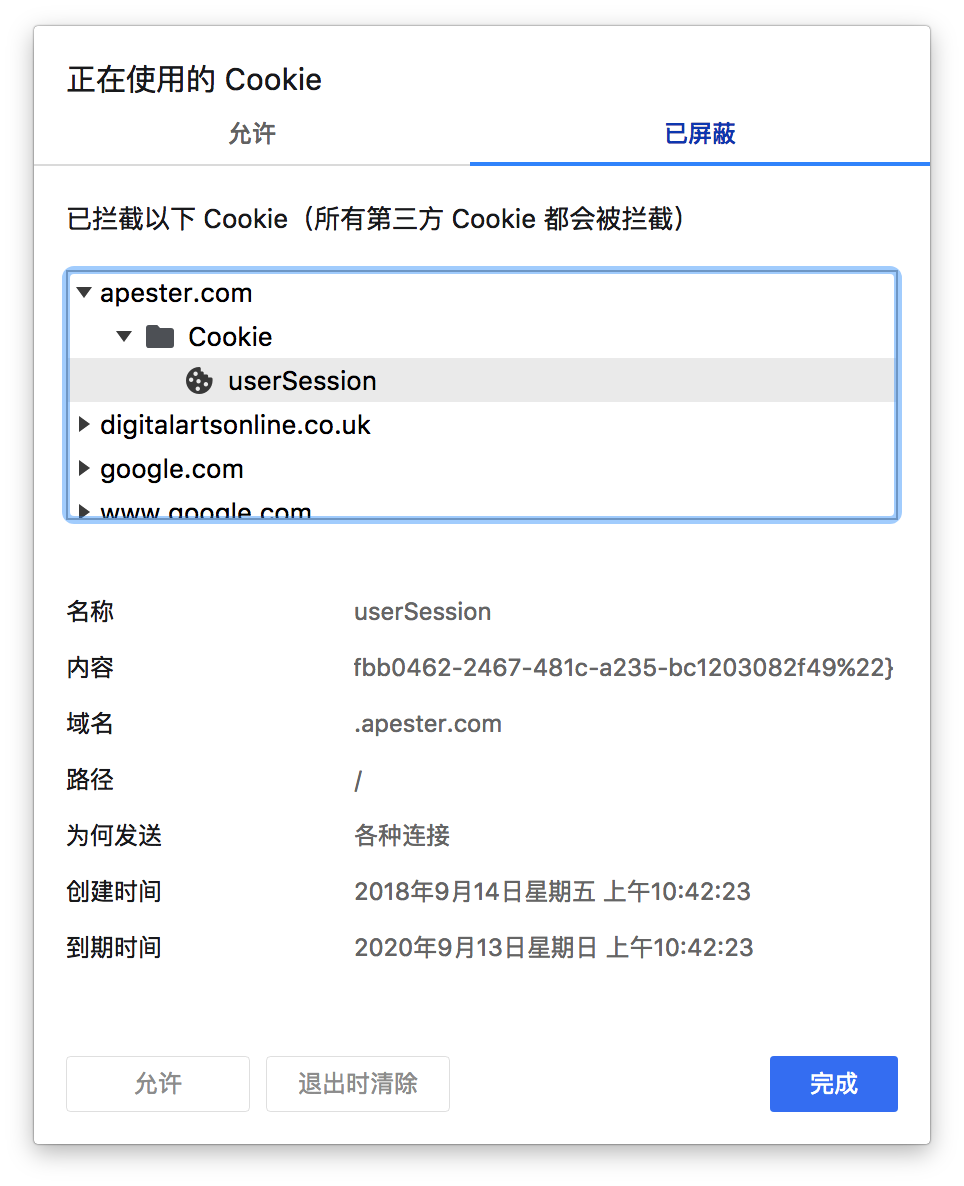 正在使用的 Cookie
允许 已屏蔽
已拦截以下 Cookie（所有第三方 Cookie 都会被拦截）
apester.com
Cookie
userSession
digitalartsonline.co.uk
google.com
www.google.com
名称 userSession
内容 fbb0462-2467-481c-a235-bc1203082f49%22}
域名 .apester.com
路径 /
为何发送 各种连接
创建时间 2018年9月14日星期五 上午10:42:23
到期时间 2020年9月13日星期日 上午10:42:23
允许 退出时清除 完成